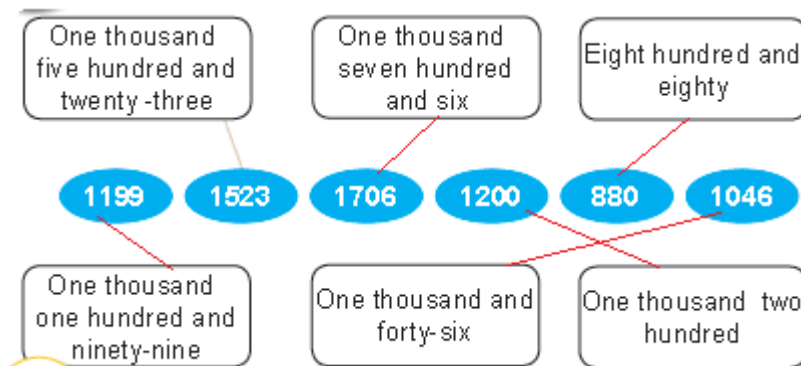 One thousand
five hundred and
twenty -three
One thousand
seven hundred
and six
Eight hundred and
eighty
1199 1523 1706 1200 880 1046
One thousand
one hundred and
ninety-nine
One thousand and
forty-six
One thousand two
hundred